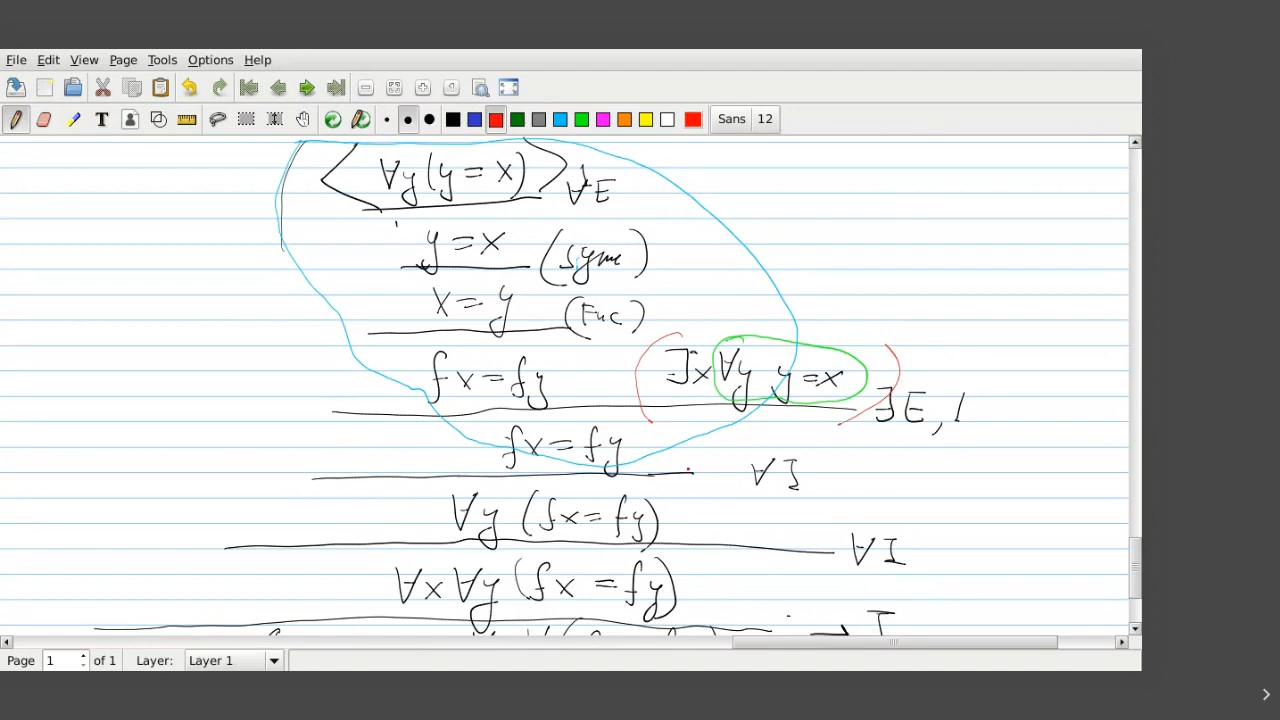 File Edit View Page Tools Options Help
Sans 12
∀y(y = x) ∀E
y = x (sym)
x = y (Fnc)
fx = fy ∃x ∀y y = x ∃E, 1
fx = fy
∀I
∀y (fx = fy)
∀I
∀x ∀y (fx = fy)
→ I
Page 1 of 1 Layer: Layer 1